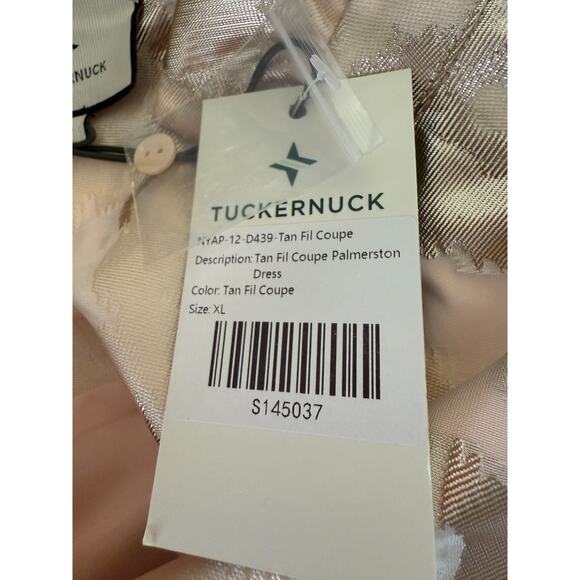 ERNUCK
TUCKERNUCK
NYAP-12-D439-Tan Fil Coupe
Description: Tan Fil Coupe Palmerston
Dress
Color: Tan Fil Coupe
Size: XL
S145037